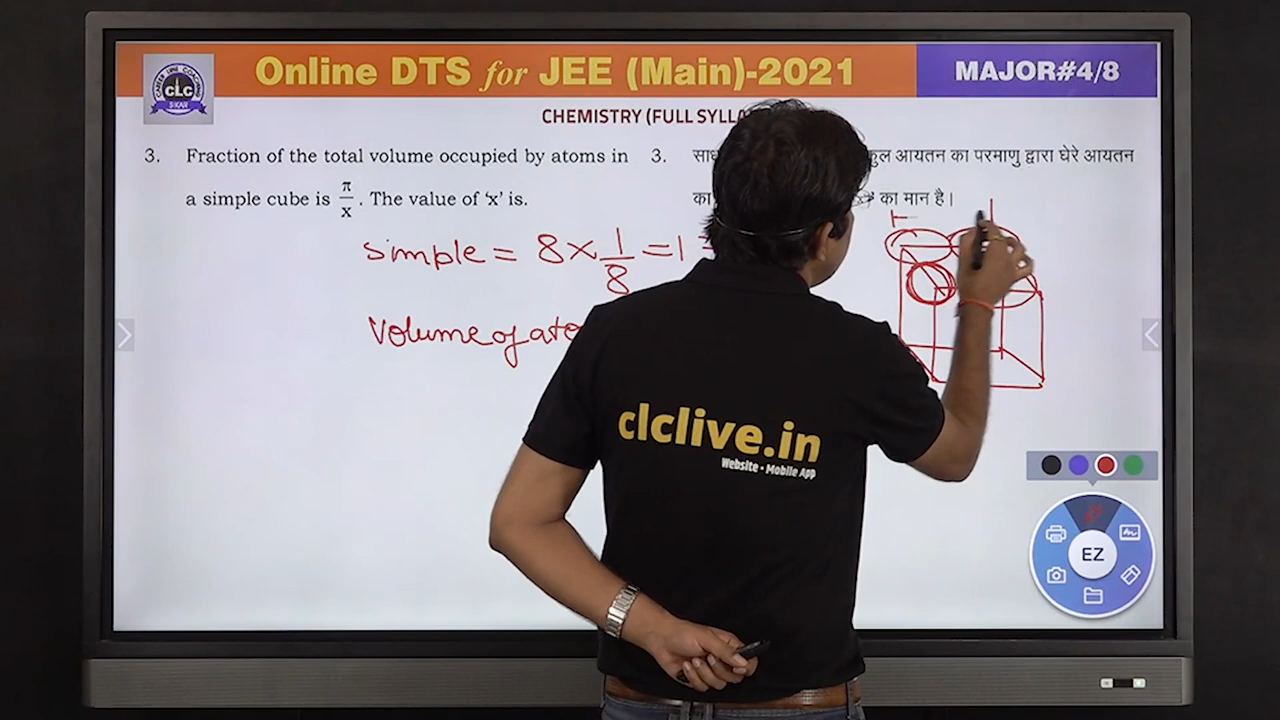 Online DTS for JEE (Main)-2021
MAJOR#4/8
CLC
SIKAR
CHEMISTRY (FULL
3. Fraction of the total volume occupied by atoms in
a simple cube is π/x. The value of ‘x’ is.
3.
आयतन का परमाणु द्वारा घेरे आयतन
का मान है।
simple = 8 × 1/8 = 1
Volume of
clclive.in
Website • Mobile App
EZ